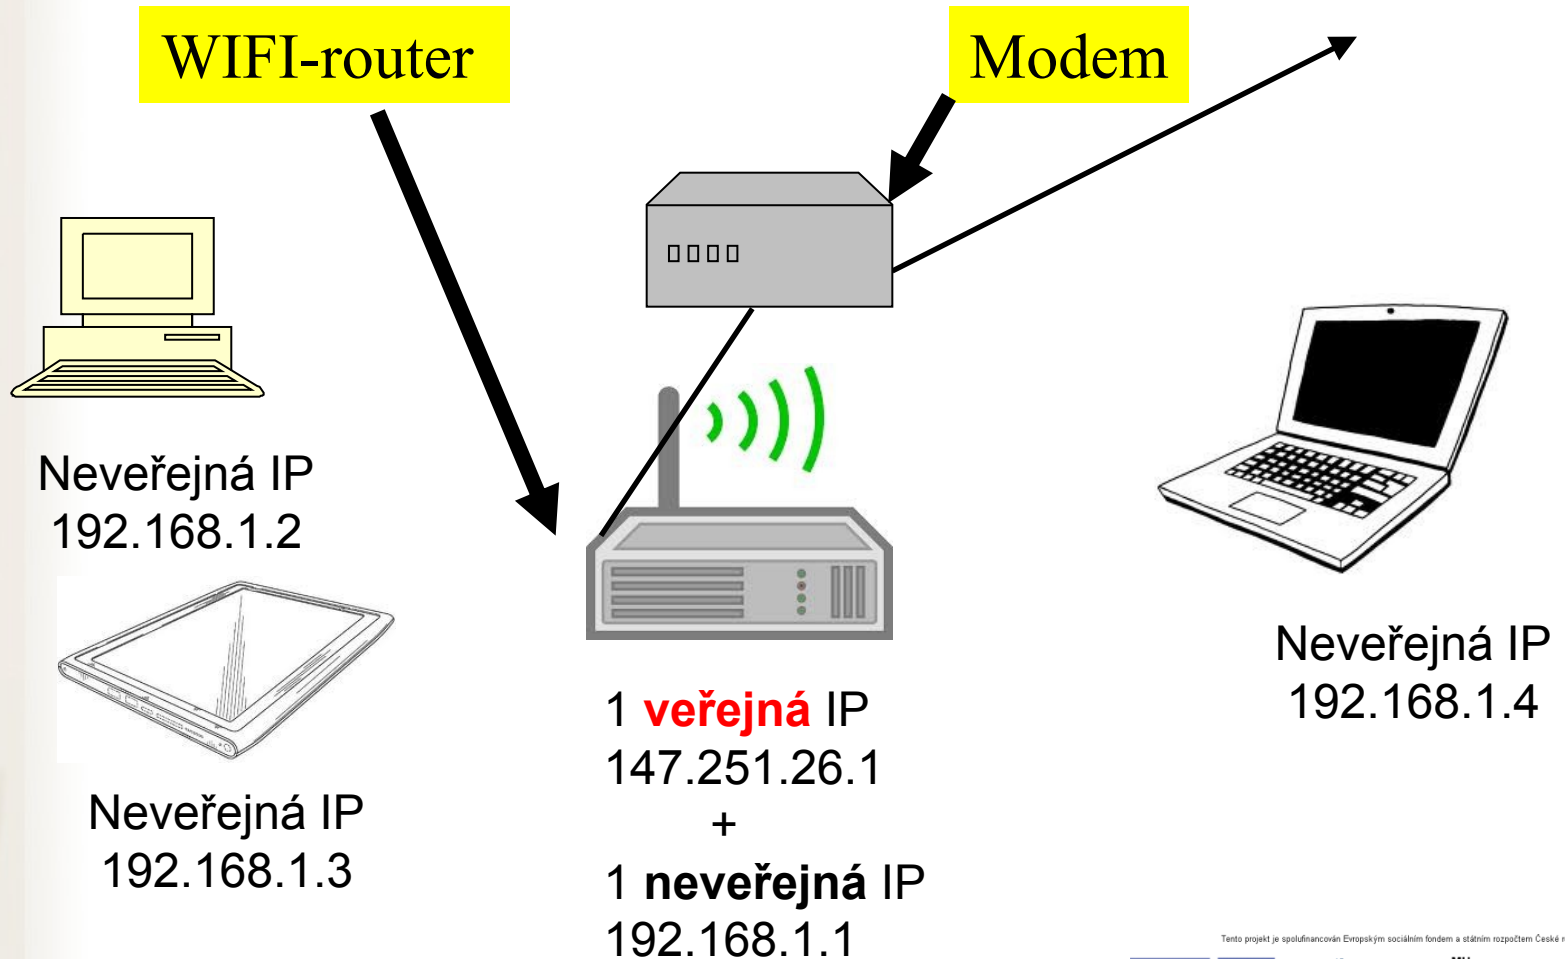 WIFI-router
Modem
Neveřejná IP
192.168.1.2
Neveřejná IP
192.168.1.3
1 veřejná IP
147.251.26.1
+
1 neveřejná IP
192.168.1.1
Neveřejná IP
192.168.1.4
Tento projekt je spolufinancován Evropským sociálním fondem a státním rozpočtem České